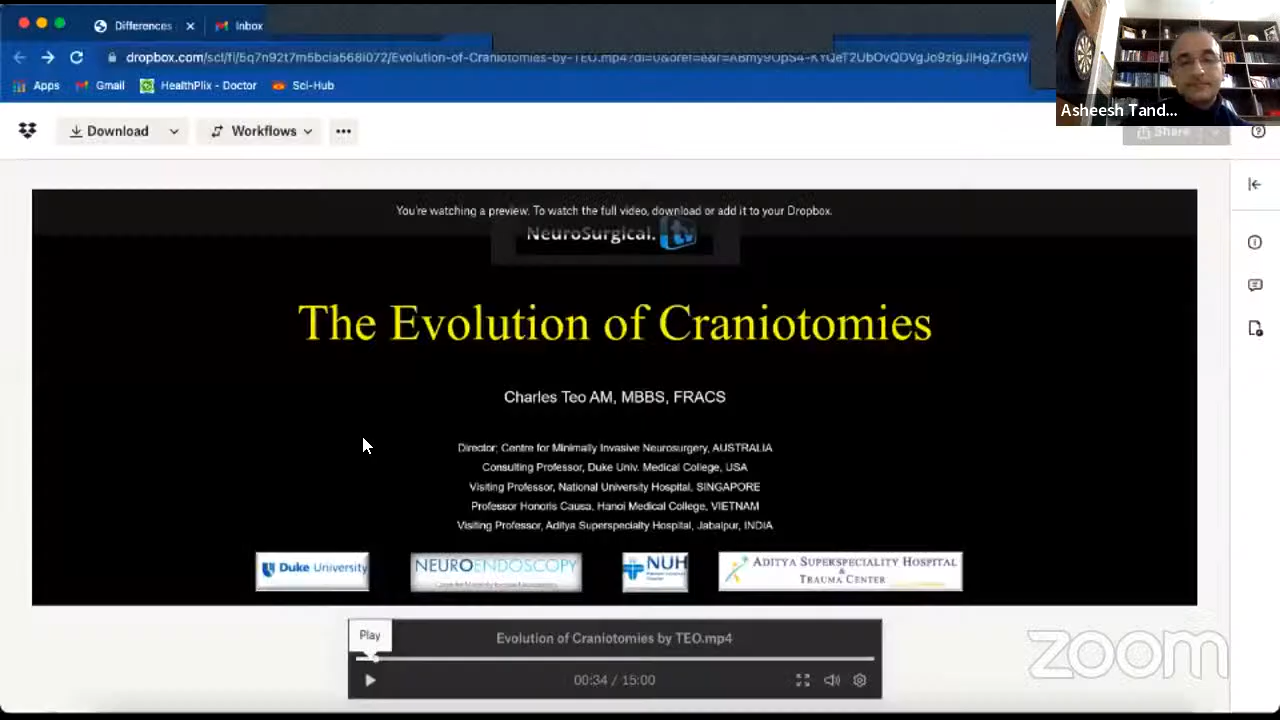 Differences
Inbox
dropbox.com/scl/fi/5q7n92t7m5bcia568i072/Evolution-of-Craniotomies-by-TEO.mp4?
Apps
Gmail
HealthPlix - Doctor
Sci-Hub
Asheesh Tand...
Download
Workflows
Share
You're watching a preview. To watch the full video, download or add it to your Dropbox.
NeuroSurgical.tv
The Evolution of Craniotomies
Charles Teo AM, MBBS, FRACS
Director; Centre for Minimally Invasive Neurosurgery, AUSTRALIA
Consulting Professor, Duke Univ. Medical College, USA
Visiting Professor, National University Hospital, SINGAPORE
Professor Honoris Causa, Hanoi Medical College, VIETNAM
Visiting Professor, Aditya Superspecialty Hospital, Jabalpur, INDIA
Duke University
NEUROENDOSCOPY
NUH
ADITYA SUPERSPECIALITY HOSPITAL
&
TRAUMA CENTER
Play
Evolution of Craniotomies by TEO.mp4
00:34 / 15:00
zoom